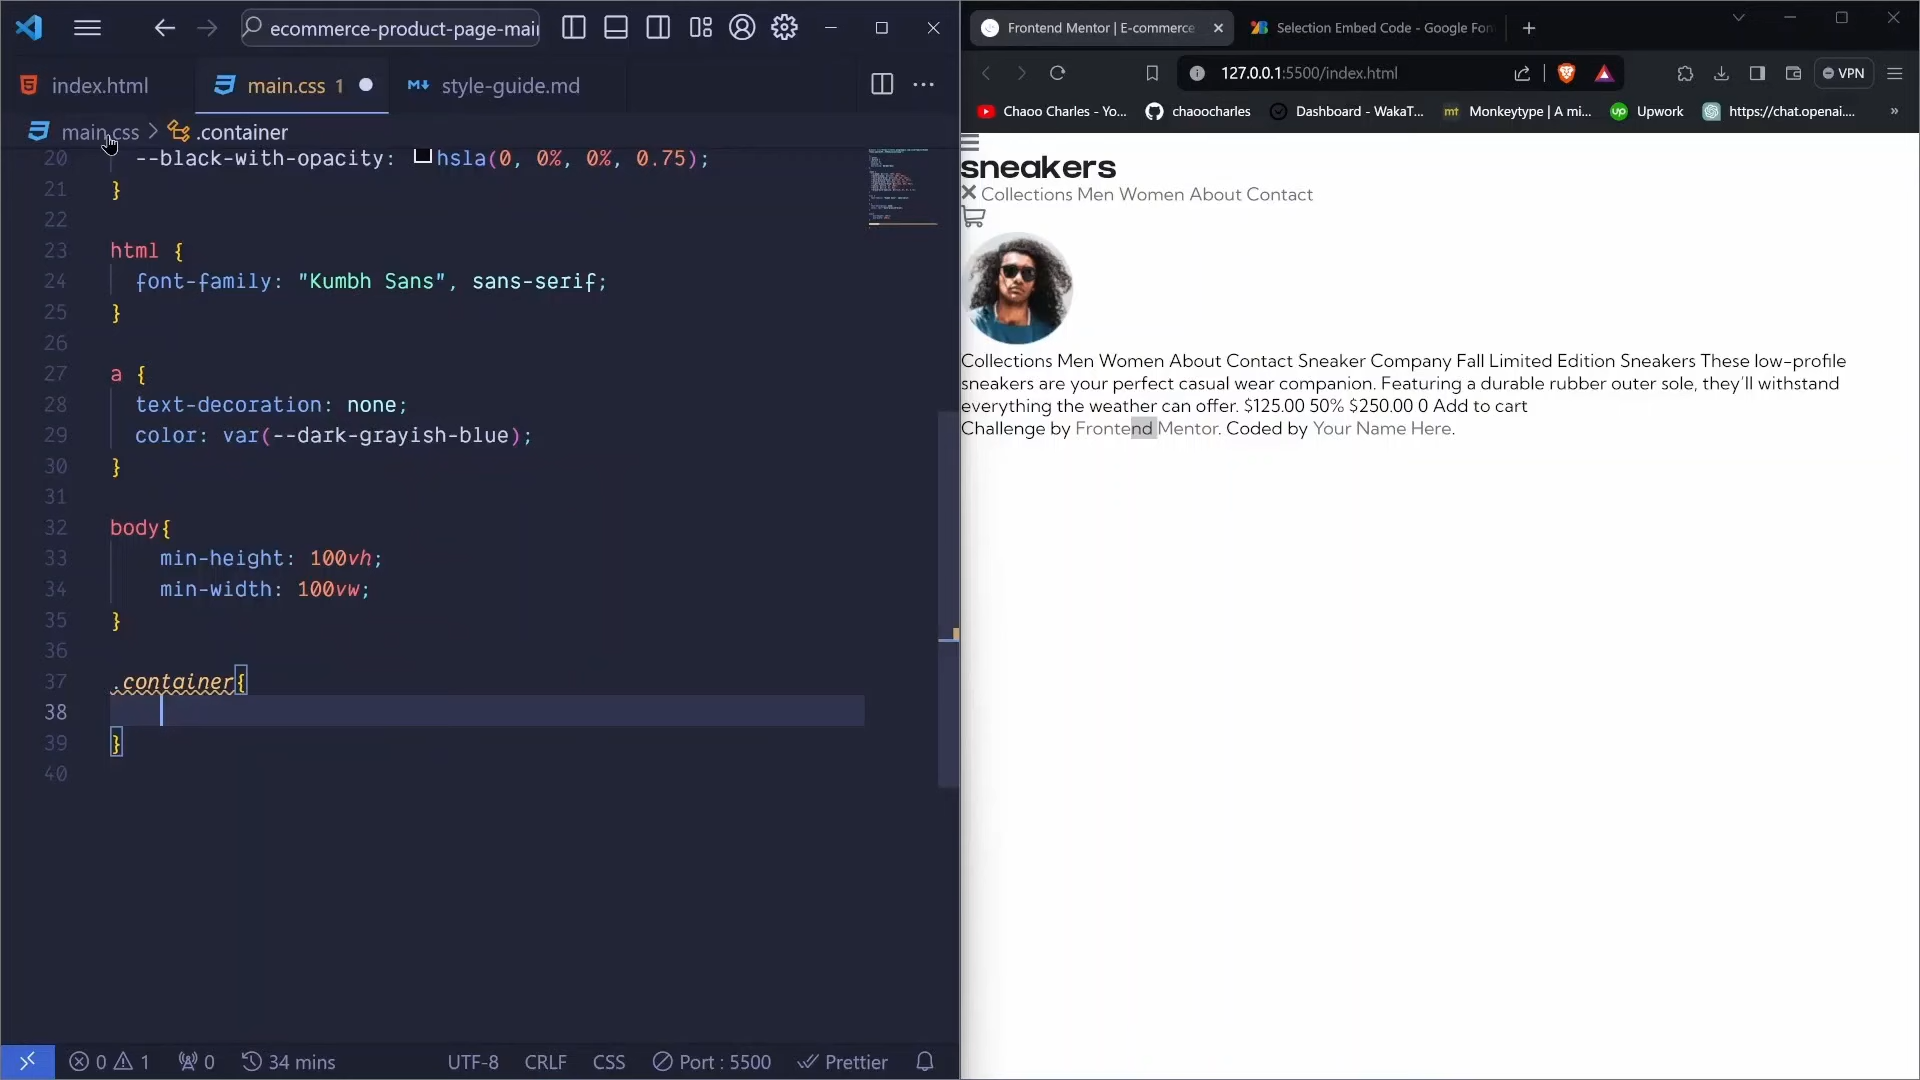 ecommerce-product-page-mai
index.html
main.css 1
style-guide.md
main.css > .container
20 --black-with-opacity: hsla(0, 0%, 0%, 0.75);
21 }
22
23 html {
24 font-family: "Kumbh Sans", sans-serif;
25 }
26
27 a {
28 text-decoration: none;
29 color: var(--dark-grayish-blue);
30 }
31
32 body{
33 min-height: 100vh;
34 min-width: 100vw;
35 }
36
37 .container{
38
39 }
40
0 1 0 34 mins UTF-8 CRLF CSS Port : 5500 Prettier
Frontend Mentor | E-commerce
Selection Embed Code - Google Fon
127.0.0.1:5500/index.html
VPN
Chaoo Charles - Yo...
chaoocharles
Dashboard - WakaT...
mt Monkeytype | A mi...
up Upwork
https://chat.openai....
»
sneakers
Collections Men Women About Contact
Collections Men Women About Contact Sneaker Company Fall Limited Edition Sneakers These low-profile
sneakers are your perfect casual wear companion. Featuring a durable rubber outer sole, they'll withstand
everything the weather can offer. $125.00 50% $250.00 0 Add to cart
Challenge by Frontend Mentor. Coded by Your Name Here.